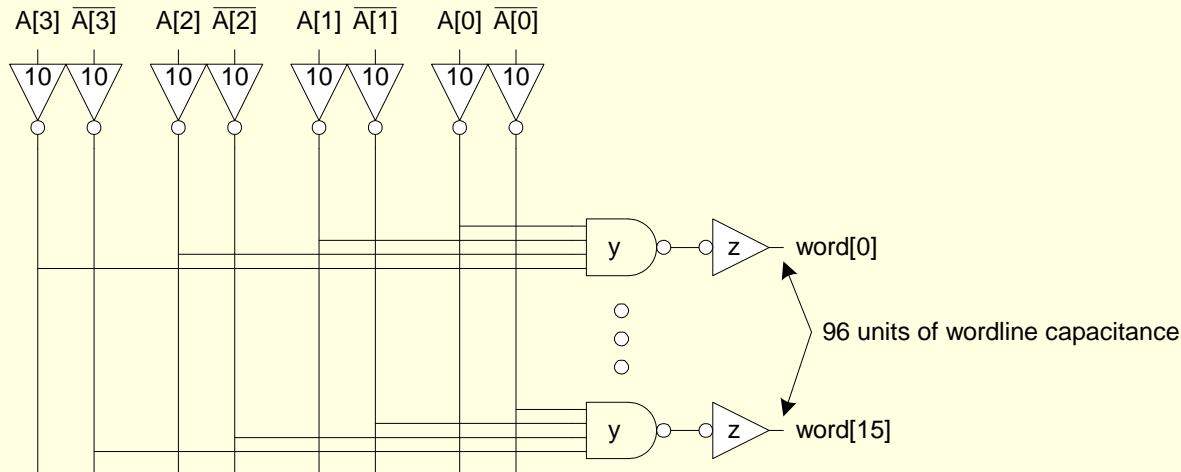 A[3] A̅[̅3̅]̅ A[2] A̅[̅2̅]̅ A[1] A̅[̅1̅]̅ A[0] A̅[̅0̅]̅
10 10 10 10 10 10 10 10
y z word[0]
96 units of wordline capacitance
y z word[15]